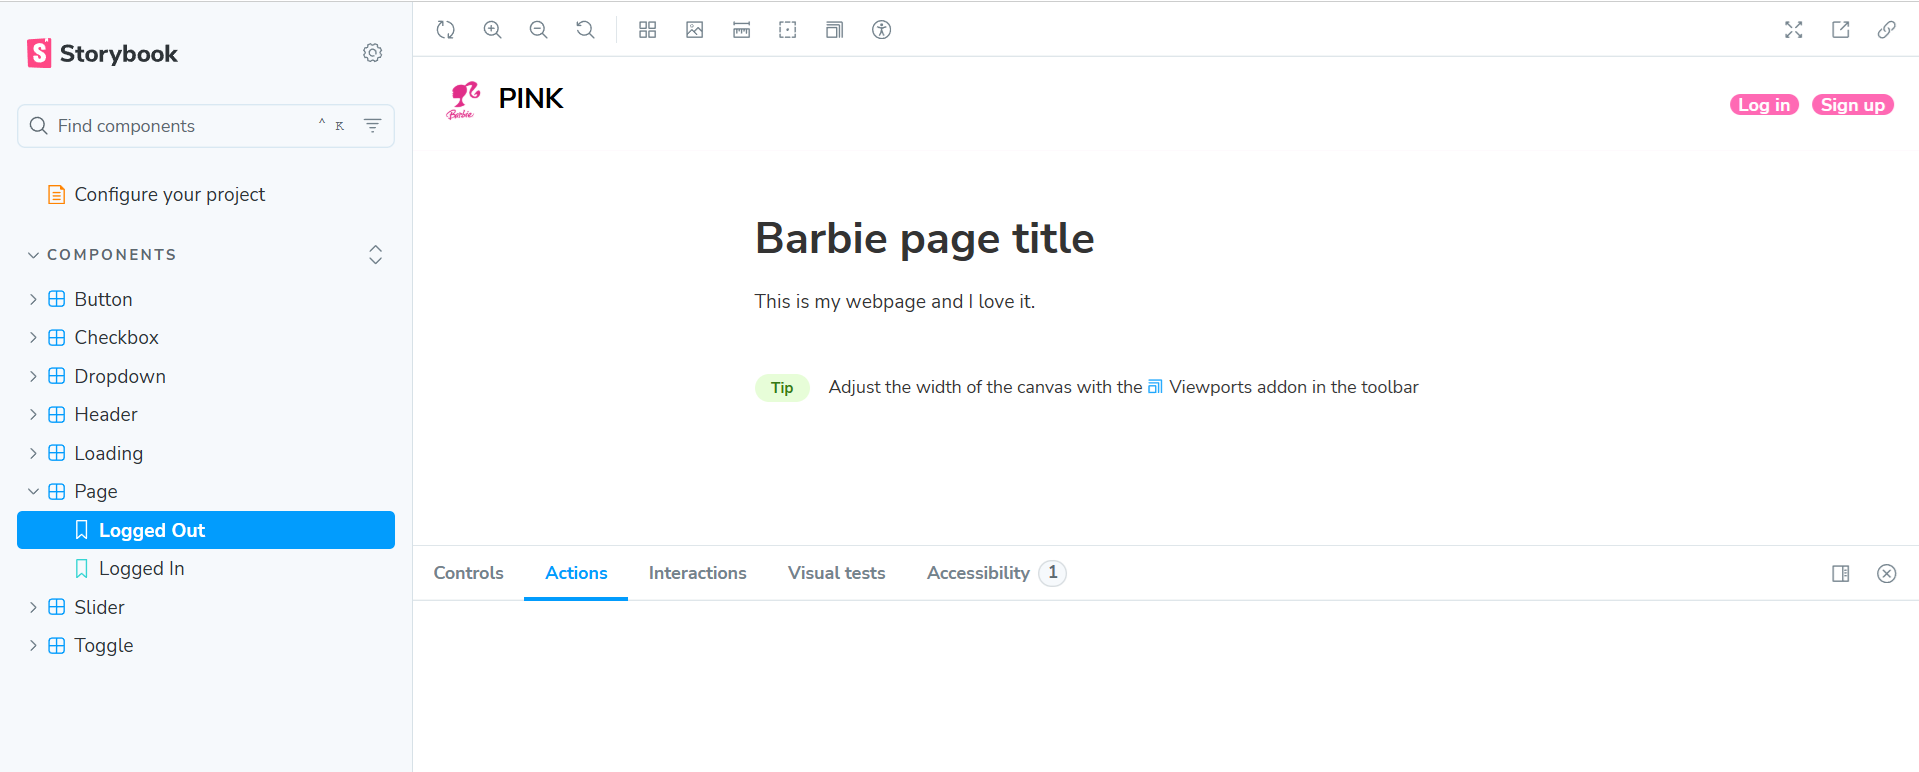 Storybook
Find components
^ K
Configure your project
COMPONENTS
Button
Checkbox
Dropdown
Header
Loading
Page
Logged Out
Logged In
Slider
Toggle
Barbie
PINK
Log in
Sign up
Barbie page title
This is my webpage and I love it.
Tip
Adjust the width of the canvas with the Viewports addon in the toolbar
Controls
Actions
Interactions
Visual tests
Accessibility 1